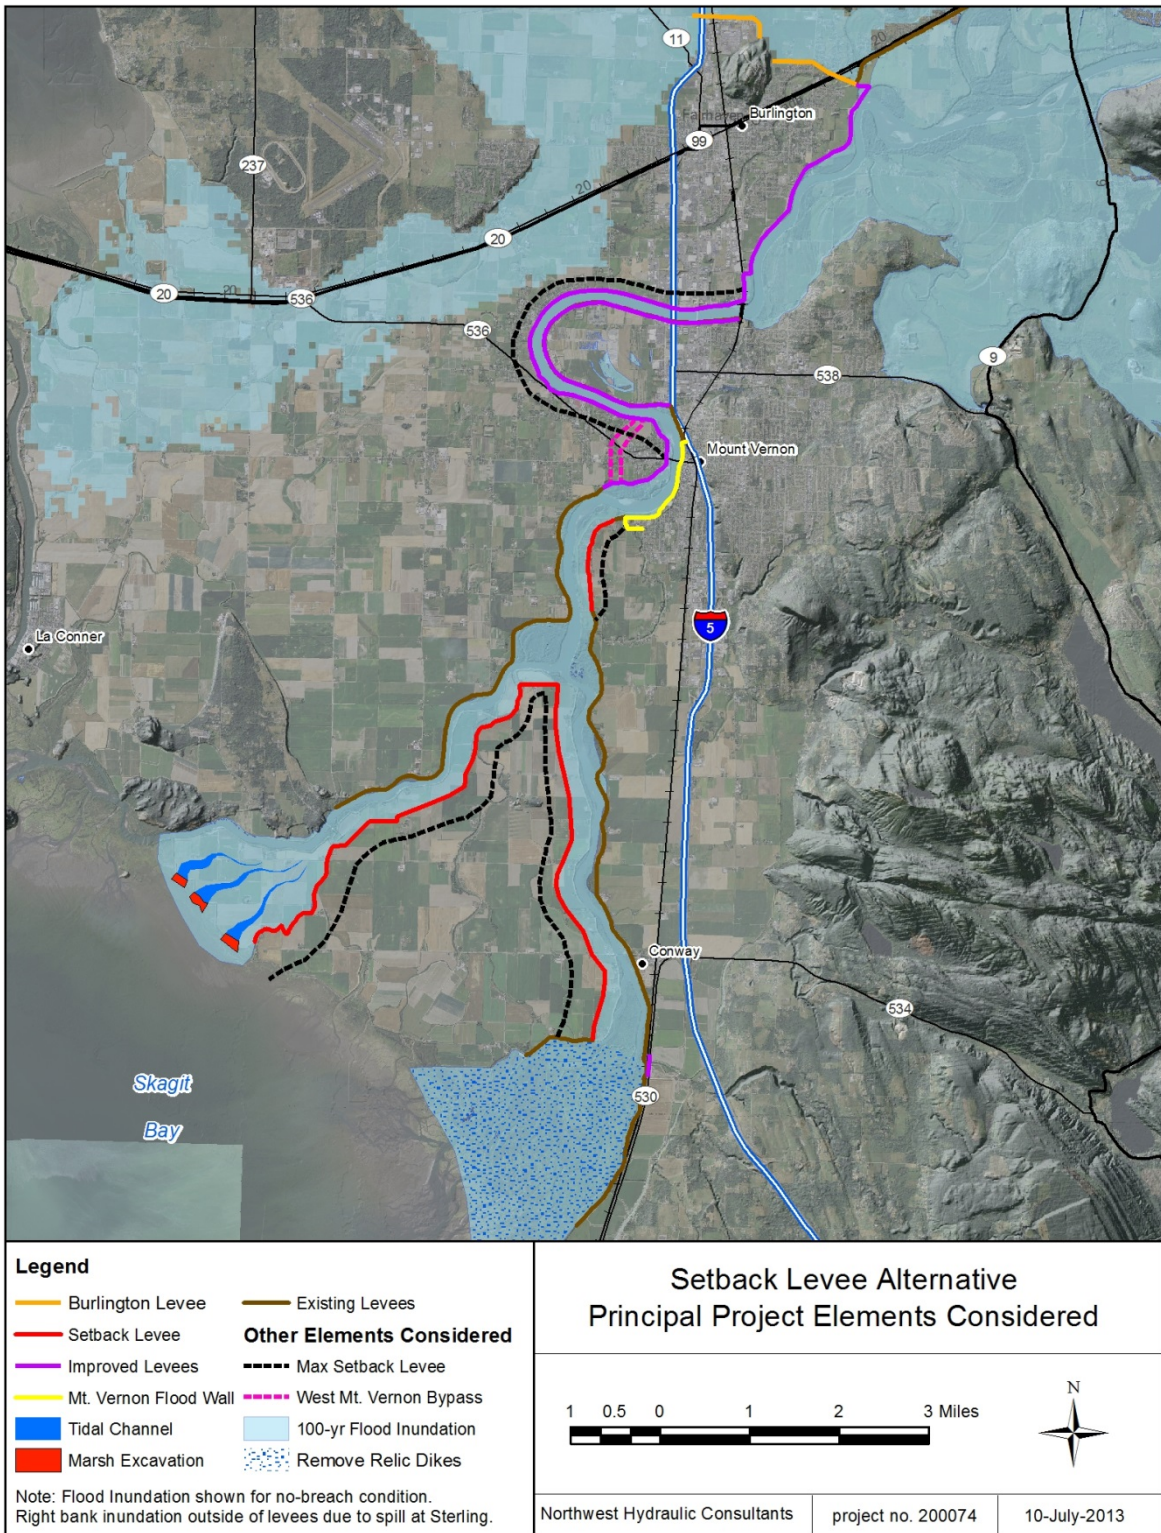 11
20
Burlington
99
237
20
20
20
20
536
536
9
9
538
Mount Vernon
La Conner
5
Conway
534
Skagit
Bay
530
Legend
Burlington Levee
Setback Levee
Improved Levees
Mt. Vernon Flood Wall
Tidal Channel
Marsh Excavation
Existing Levees
Other Elements Considered
Max Setback Levee
West Mt. Vernon Bypass
100-yr Flood Inundation
Remove Relic Dikes
Note: Flood Inundation shown for no-breach condition.
Right bank inundation outside of levees due to spill at Sterling.
Setback Levee Alternative
Principal Project Elements Considered
1 0.5 0 1 2 3 Miles
N
Northwest Hydraulic Consultants
project no. 200074
10-July-2013